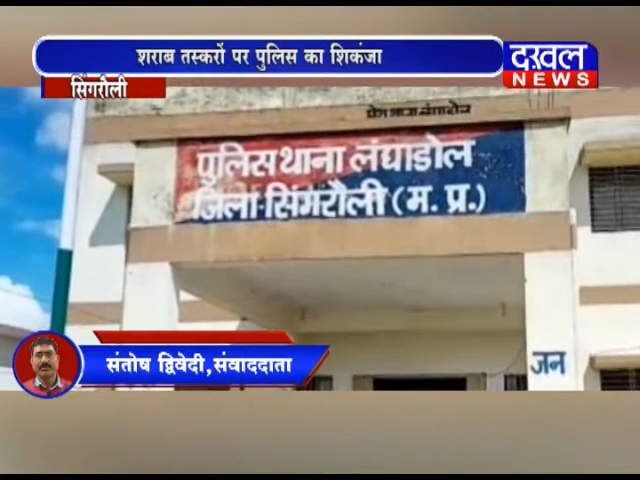 शराब तस्करों पर पुलिस का शिकंजा
दखल
NEWS
सिंगरौली
पुलिस थाना लंघाडोल
जिला-सिंगरौली (म. प्र.)
जन
संतोष द्विवेदी, संवाददाता